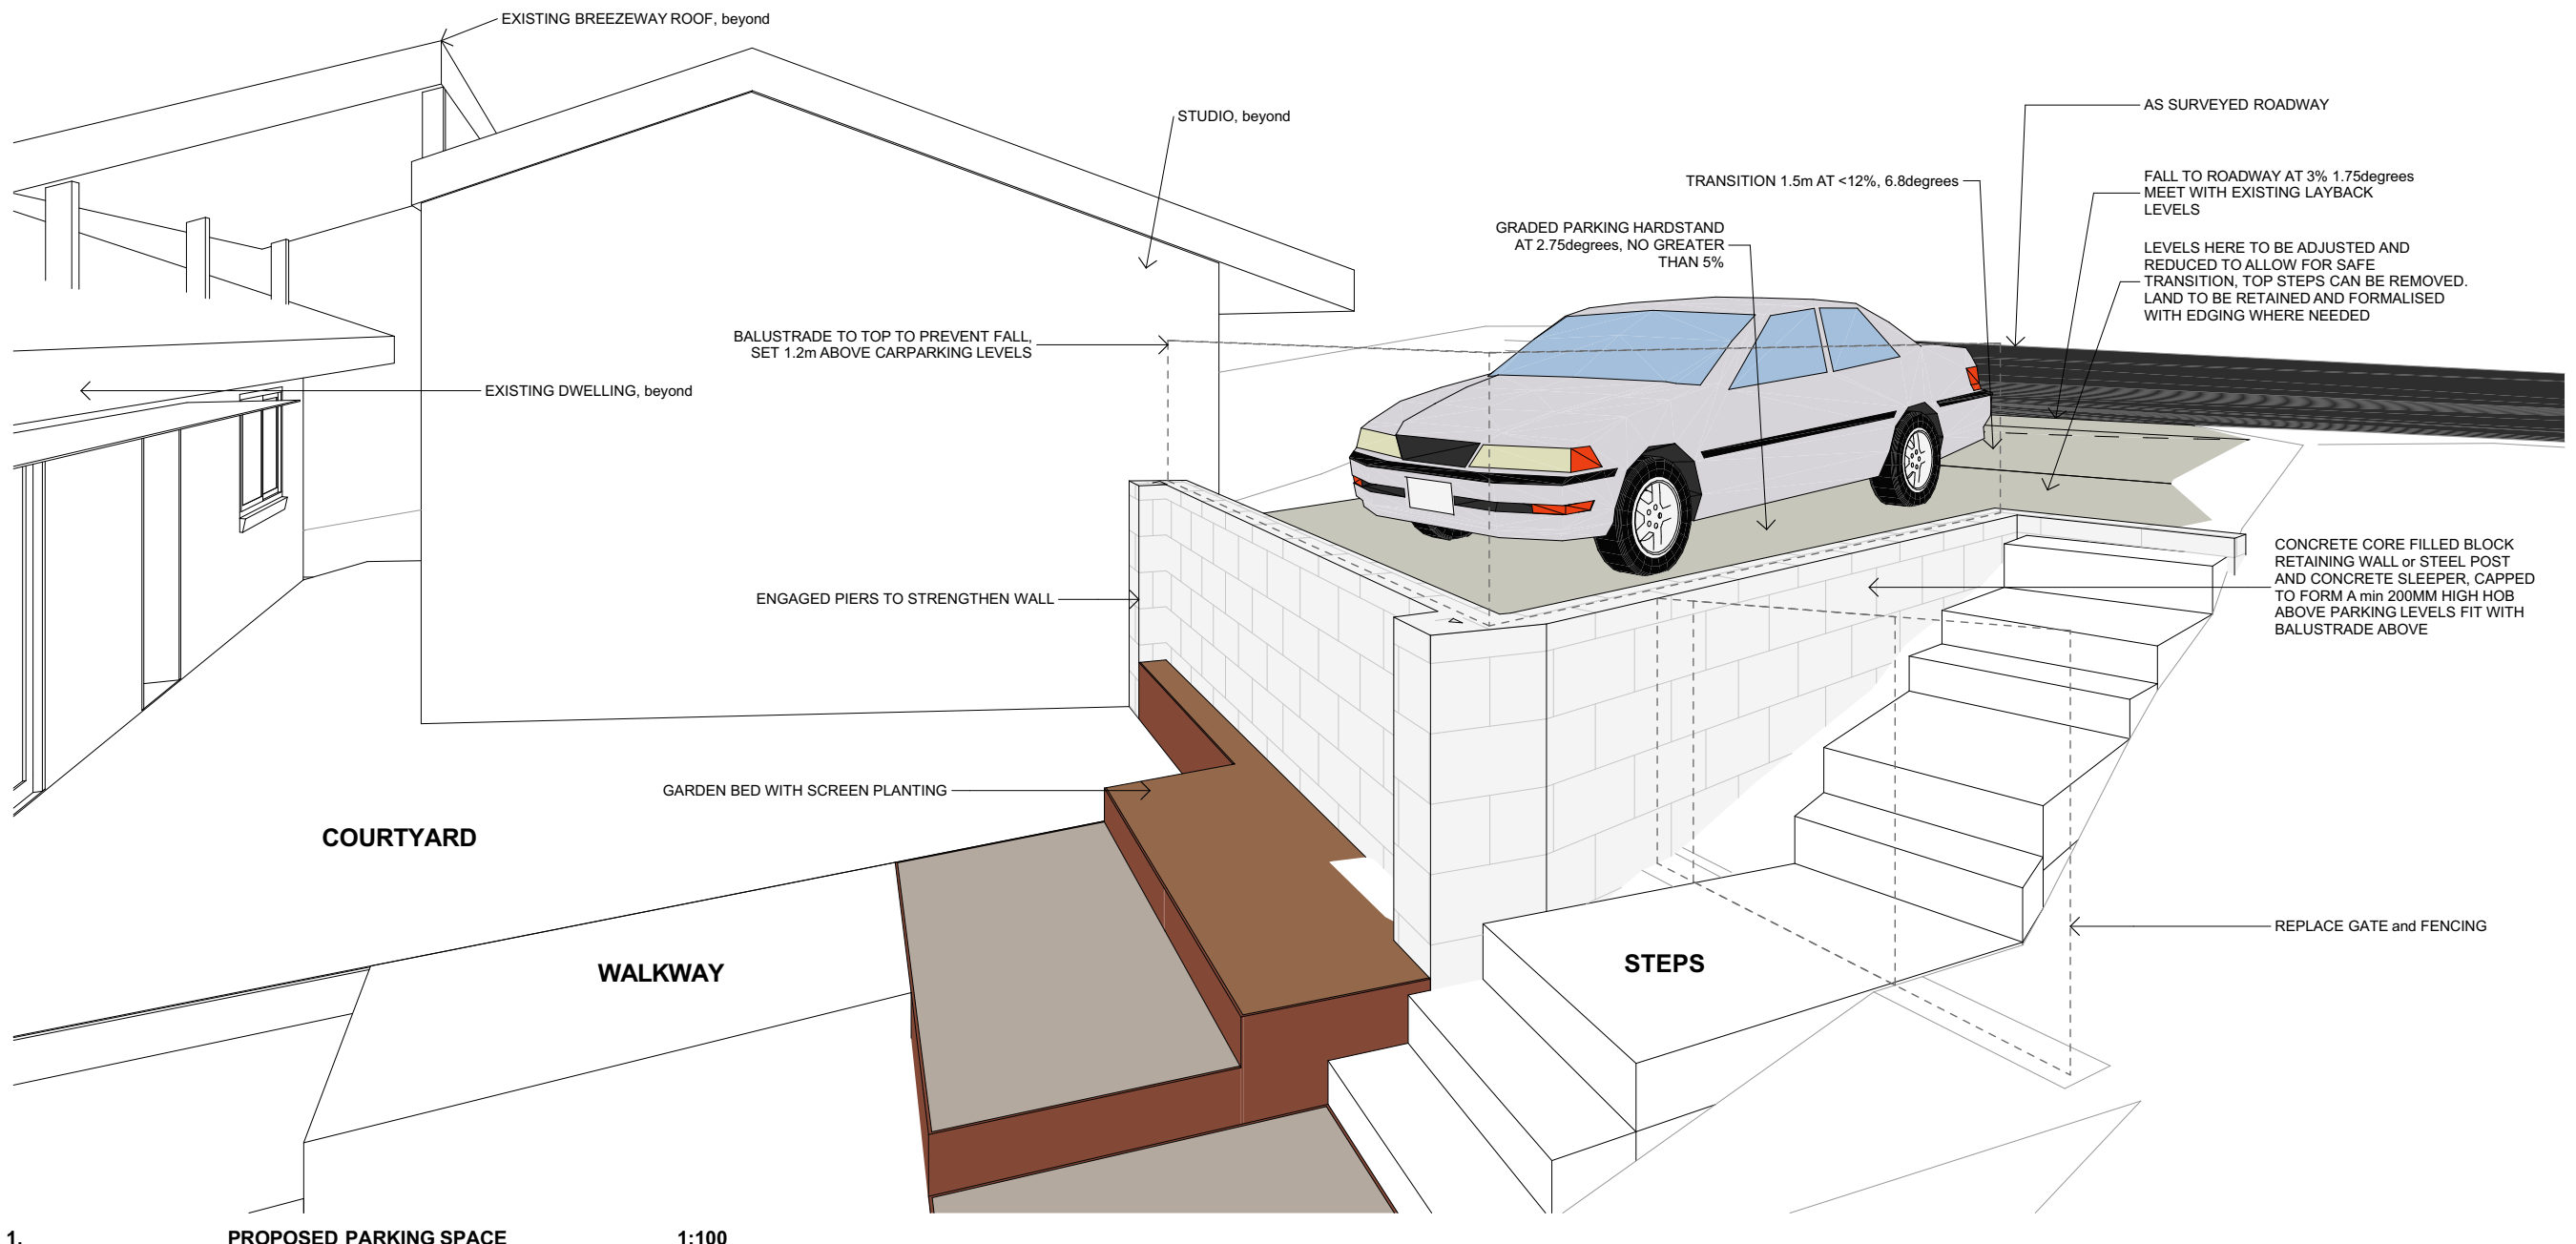 EXISTING BREEZEWAY ROOF, beyond
STUDIO, beyond
AS SURVEYED ROADWAY
TRANSITION 1.5m AT <12%, 6.8degrees
FALL TO ROADWAY AT 3% 1.75degrees
MEET WITH EXISTING LAYBACK
LEVELS
GRADED PARKING HARDSTAND
AT 2.75degrees, NO GREATER
THAN 5%
LEVELS HERE TO BE ADJUSTED AND
REDUCED TO ALLOW FOR SAFE
TRANSITION, TOP STEPS CAN BE REMOVED.
LAND TO BE RETAINED AND FORMALISED
WITH EDGING WHERE NEEDED
BALUSTRADE TO TOP TO PREVENT FALL,
SET 1.2m ABOVE CARPARKING LEVELS
EXISTING DWELLING, beyond
CONCRETE CORE FILLED BLOCK
RETAINING WALL or STEEL POST
AND CONCRETE SLEEPER, CAPPED
TO FORM A min 200MM HIGH HOB
ABOVE PARKING LEVELS FIT WITH
BALUSTRADE ABOVE
ENGAGED PIERS TO STRENGTHEN WALL
GARDEN BED WITH SCREEN PLANTING
COURTYARD
REPLACE GATE and FENCING
STEPS
WALKWAY
1. PROPOSED PARKING SPACE 1:100